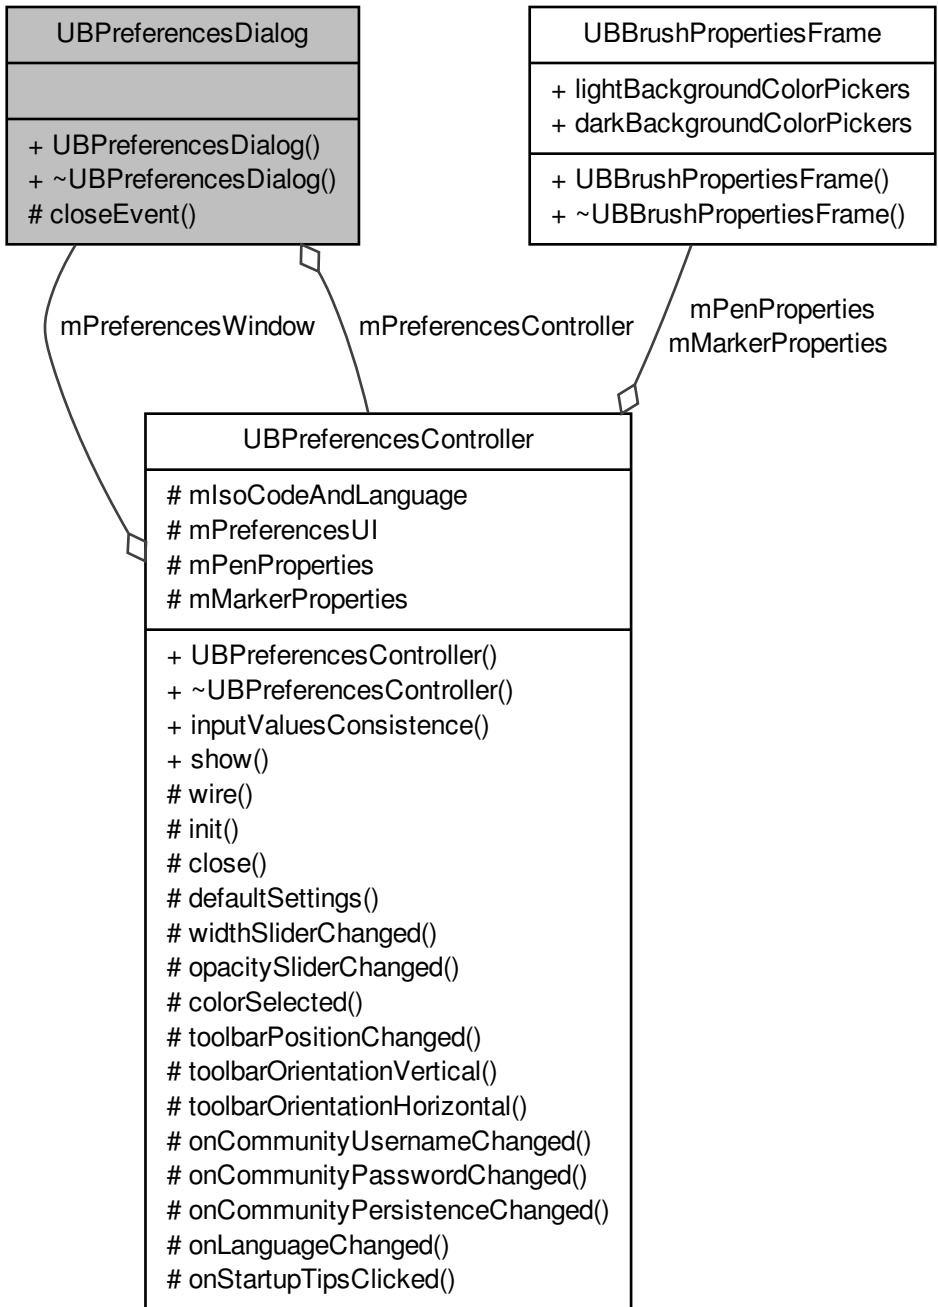 UBPreferencesDialog
+ UBPreferencesDialog()
+ ~UBPreferencesDialog()
# closeEvent()
UBBrushPropertiesFrame
+ lightBackgroundColorPickers
+ darkBackgroundColorPickers
+ UBBrushPropertiesFrame()
+ ~UBBrushPropertiesFrame()
mPreferencesWindow
mPreferencesController
mPenProperties
mMarkerProperties
UBPreferencesController
# mIsoCodeAndLanguage
# mPreferencesUI
# mPenProperties
# mMarkerProperties
+ UBPreferencesController()
+ ~UBPreferencesController()
+ inputValuesConsistence()
+ show()
# wire()
# init()
# close()
# defaultSettings()
# widthSliderChanged()
# opacitySliderChanged()
# colorSelected()
# toolbarPositionChanged()
# toolbarOrientationVertical()
# toolbarOrientationHorizontal()
# onCommunityUsernameChanged()
# onCommunityPasswordChanged()
# onCommunityPersistenceChanged()
# onLanguageChanged()
# onStartupTipsClicked()